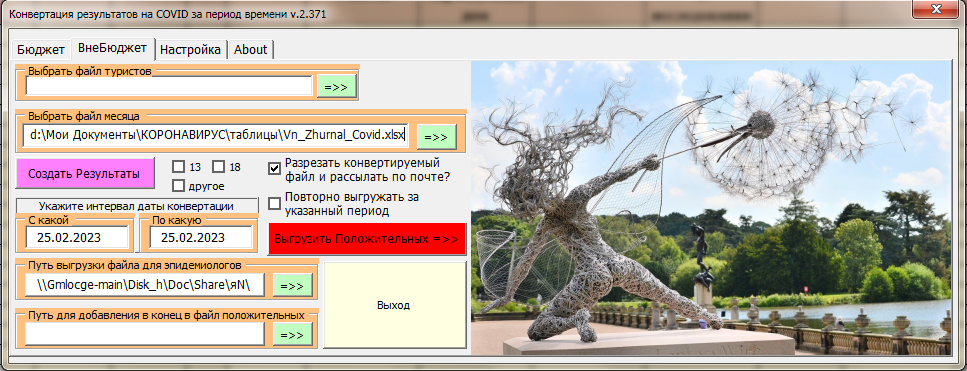 Конвертация результатов на COVID за период времени v.2.371
Бюджет ВнеБюджет Настройка About
Выбрать файл туристов
=>>
Выбрать файл месяца
d:\Мои Документы\КОРОНАВИРУС\таблицы\Vn_Zhurnal_Covid.xlsx
=>>
Создать Результаты
13 18
другое
Разрезать конвертируемый
файл и рассылать по почте?
Повторно выгружать за
указанный период
Укажите интервал даты конвертации
С какой По какую
25.02.2023 25.02.2023
Выгрузить Положительных =>>
Путь выгрузки файла для эпидемиологов
\\Gmlocge-main\Disk_h\Doc\Share\яN\
=>>
Путь для добавления в конец в файл положительных
=>>
Выход